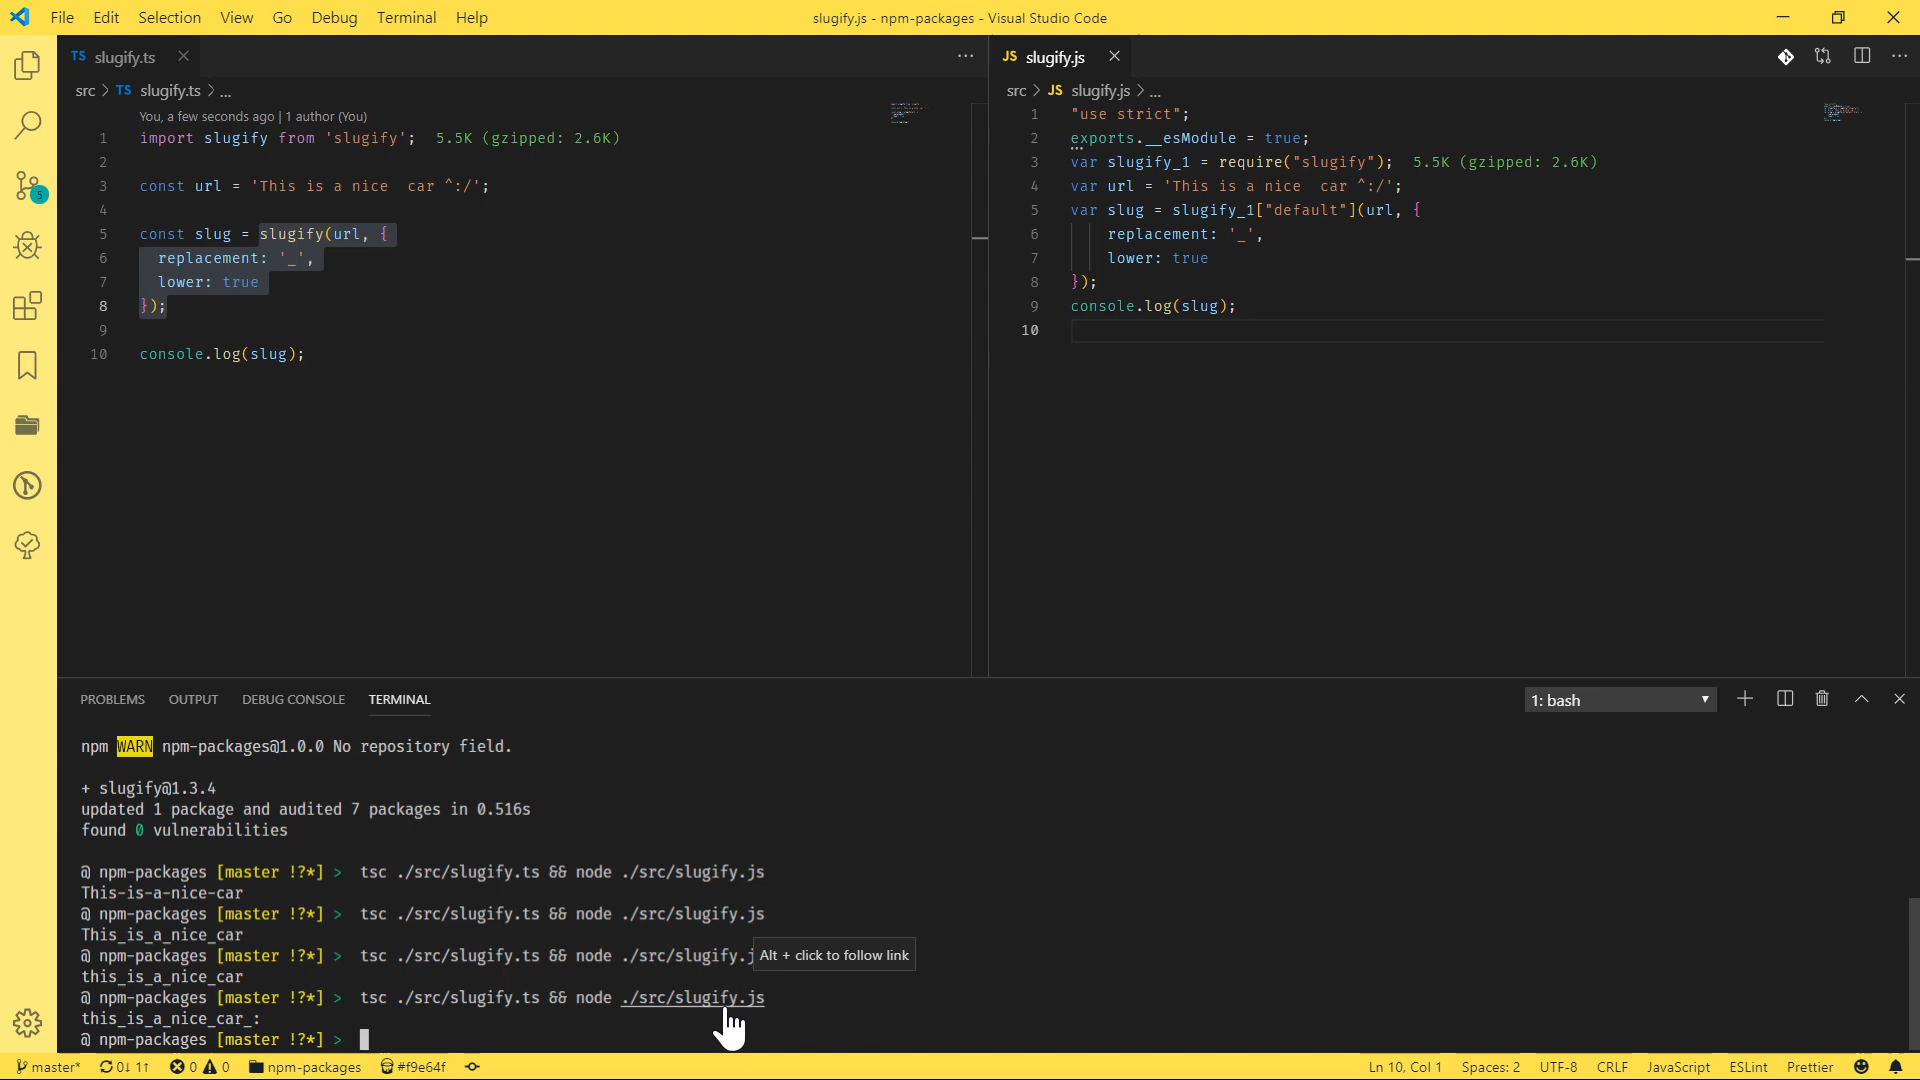 File Edit Selection View Go Debug Terminal Help
slugify.js - npm-packages - Visual Studio Code
TS slugify.ts
src > TS slugify.ts > ...
You, a few seconds ago | 1 author (You)
1 import slugify from 'slugify'; 5.5K (gzipped: 2.6K)
2
3 const url = 'This is a nice  car ^:/';
4
5 const slug = slugify(url, {
6 replacement: '_',
7 lower: true
8 });
9
10 console.log(slug);
JS slugify.js
src > JS slugify.js > ...
1 "use strict";
2 exports.__esModule = true;
3 var slugify_1 = require("slugify"); 5.5K (gzipped: 2.6K)
4 var url = 'This is a nice  car ^:/';
5 var slug = slugify_1["default"](url, {
6 replacement: '_',
7 lower: true
8 });
9 console.log(slug);
10
5
PROBLEMS OUTPUT DEBUG CONSOLE TERMINAL
1: bash
npm WARN npm-packages@1.0.0 No repository field.
+ slugify@1.3.4
updated 1 package and audited 7 packages in 0.516s
found 0 vulnerabilities
@ npm-packages [master !?*] > tsc ./src/slugify.ts && node ./src/slugify.js
This-is-a-nice-car
@ npm-packages [master !?*] > tsc ./src/slugify.ts && node ./src/slugify.js
This_is_a_nice_car
@ npm-packages [master !?*] > tsc ./src/slugify.ts && node ./src/slugify.j
Alt + click to follow link
this_is_a_nice_car
@ npm-packages [master !?*] > tsc ./src/slugify.ts && node ./src/slugify.js
this_is_a_nice_car_:
@ npm-packages [master !?*] >
master* 0↓ 1↑ 0 0 npm-packages #f9e64f
Ln 10, Col 1 Spaces: 2 UTF-8 CRLF JavaScript ESLint Prettier